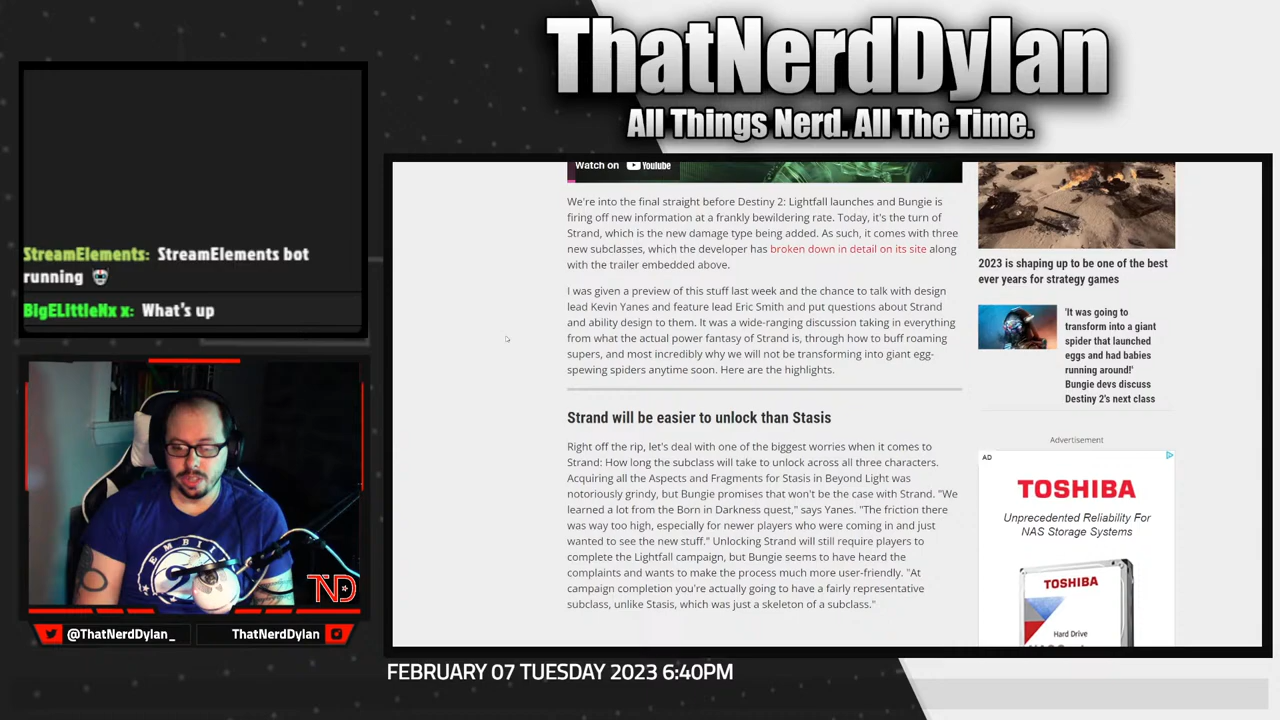 ThatNerdDylan
All Things Nerd. All The Time.
StreamElements: StreamElements bot
running
BigELittleNx x: What's up
TND
@ThatNerdDylan_
ThatNerdDylan
Watch on YouTube
We're into the final straight before Destiny 2: Lightfall launches and Bungie is
firing off new information at a frankly bewildering rate. Today, it's the turn of
Strand, which is the new damage type being added. As such, it comes with three
new subclasses, which the developer has broken down in detail on its site along
with the trailer embedded above.
I was given a preview of this stuff last week and the chance to talk with design
lead Kevin Yanes and feature lead Eric Smith and put questions about Strand
and ability design to them. It was a wide-ranging discussion taking in everything
from what the actual power fantasy of Strand is, through how to buff roaming
supers, and most incredibly why we will not be transforming into giant egg-
spewing spiders anytime soon. Here are the highlights.
Strand will be easier to unlock than Stasis
Right off the rip, let's deal with one of the biggest worries when it comes to
Strand: How long the subclass will take to unlock across all three characters.
Acquiring all the Aspects and Fragments for Stasis in Beyond Light was
notoriously grindy, but Bungie promises that won't be the case with Strand. "We
learned a lot from the Born in Darkness quest," says Yanes. "The friction there
was way too high, especially for newer players who were coming in and just
wanted to see the new stuff." Unlocking Strand will still require players to
complete the Lightfall campaign, but Bungie seems to have heard the
complaints and wants to make the process much more user-friendly. "At
campaign completion you're actually going to have a fairly representative
subclass, unlike Stasis, which was just a skeleton of a subclass."
2023 is shaping up to be one of the best
ever years for strategy games
'It was going to
transform into a giant
spider that launched
eggs and had babies
running around!'
Bungie devs discuss
Destiny 2's next class
Advertisement
AD
TOSHIBA
Unprecedented Reliability For
NAS Storage Systems
TOSHIBA
Hard Drive
FEBRUARY 07 TUESDAY 2023 6:40PM